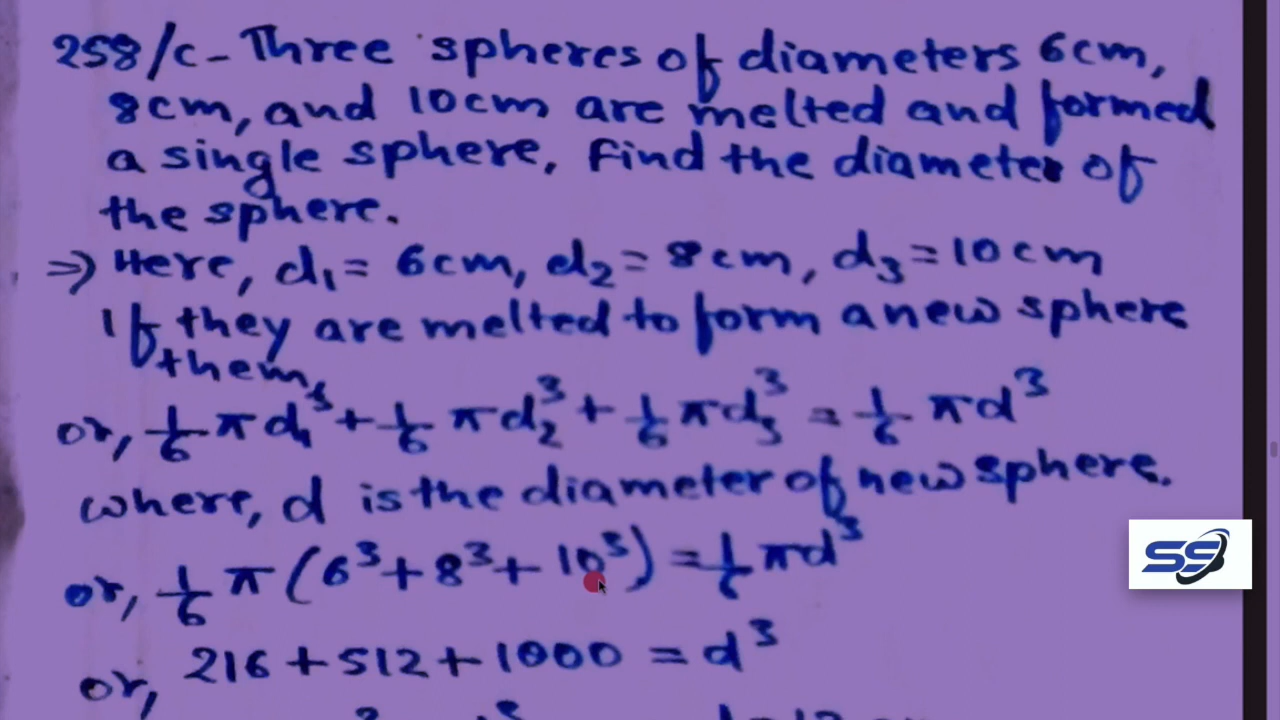 258/c - Three spheres of diameters 6cm,
8cm, and 10cm are melted and formed
a single sphere, Find the diameter of
the sphere.
⇒ Here, d₁ = 6cm, d₂ = 8cm, d₃ = 10cm
If they are melted to form a new sphere
them,
or, 1/6 πd₁³ + 1/6 πd₂³ + 1/6 πd₃³ = 1/6 πd³
where, d is the diameter of new sphere.
or, 1/6 π (6³ + 8³ + 10³) = 1/6 πd³
or, 216 + 512 + 1000 = d³
SS